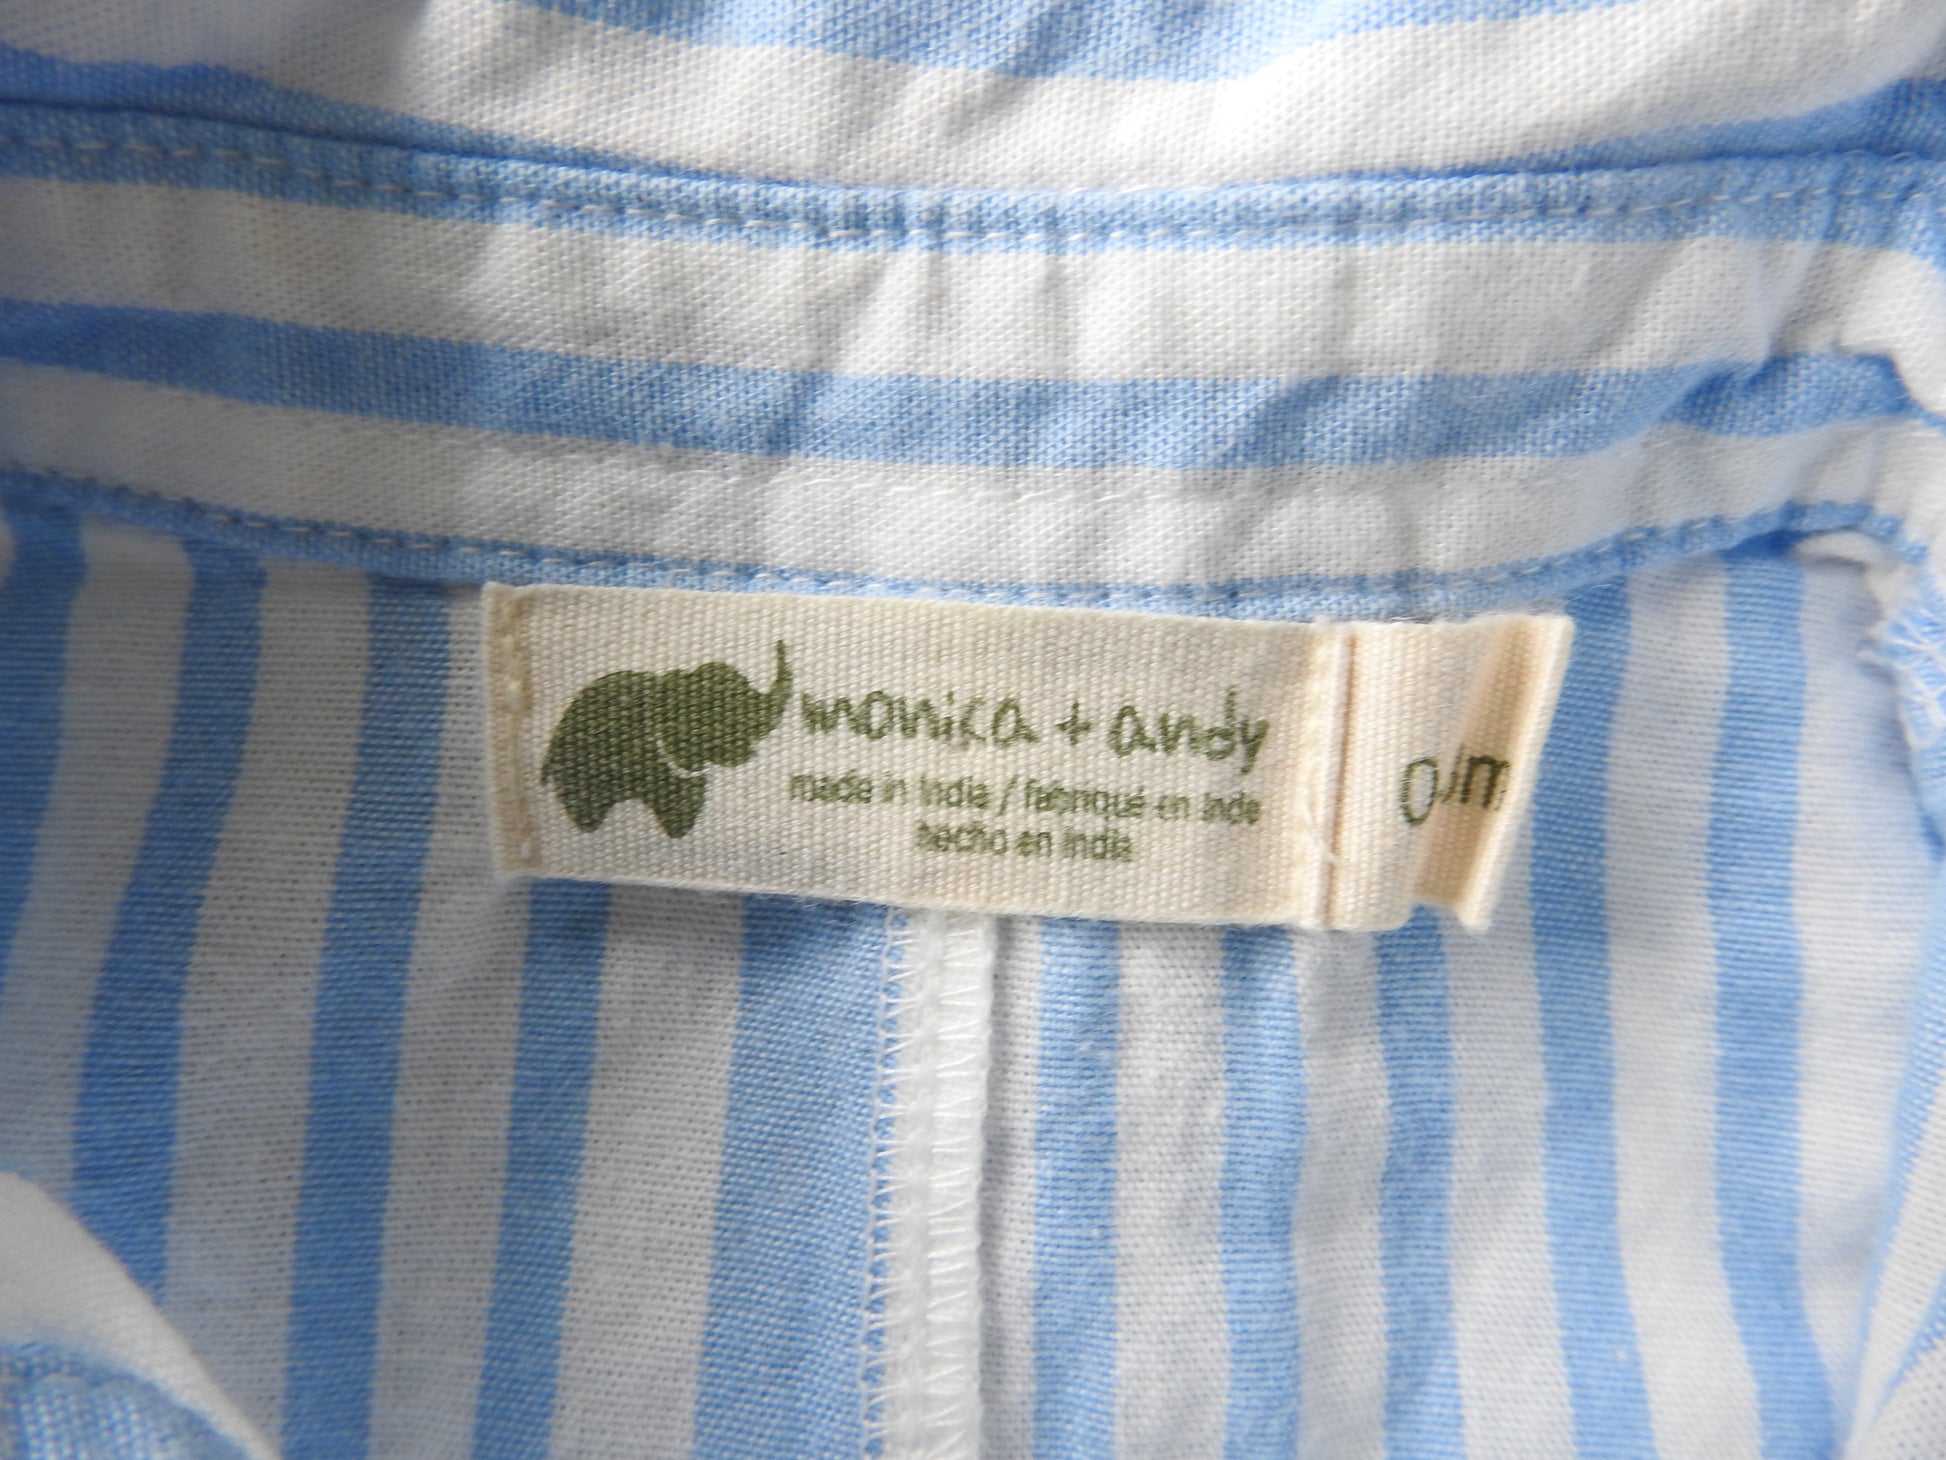 monica + andy
made in India / fabriqué en Inde
hecho en India